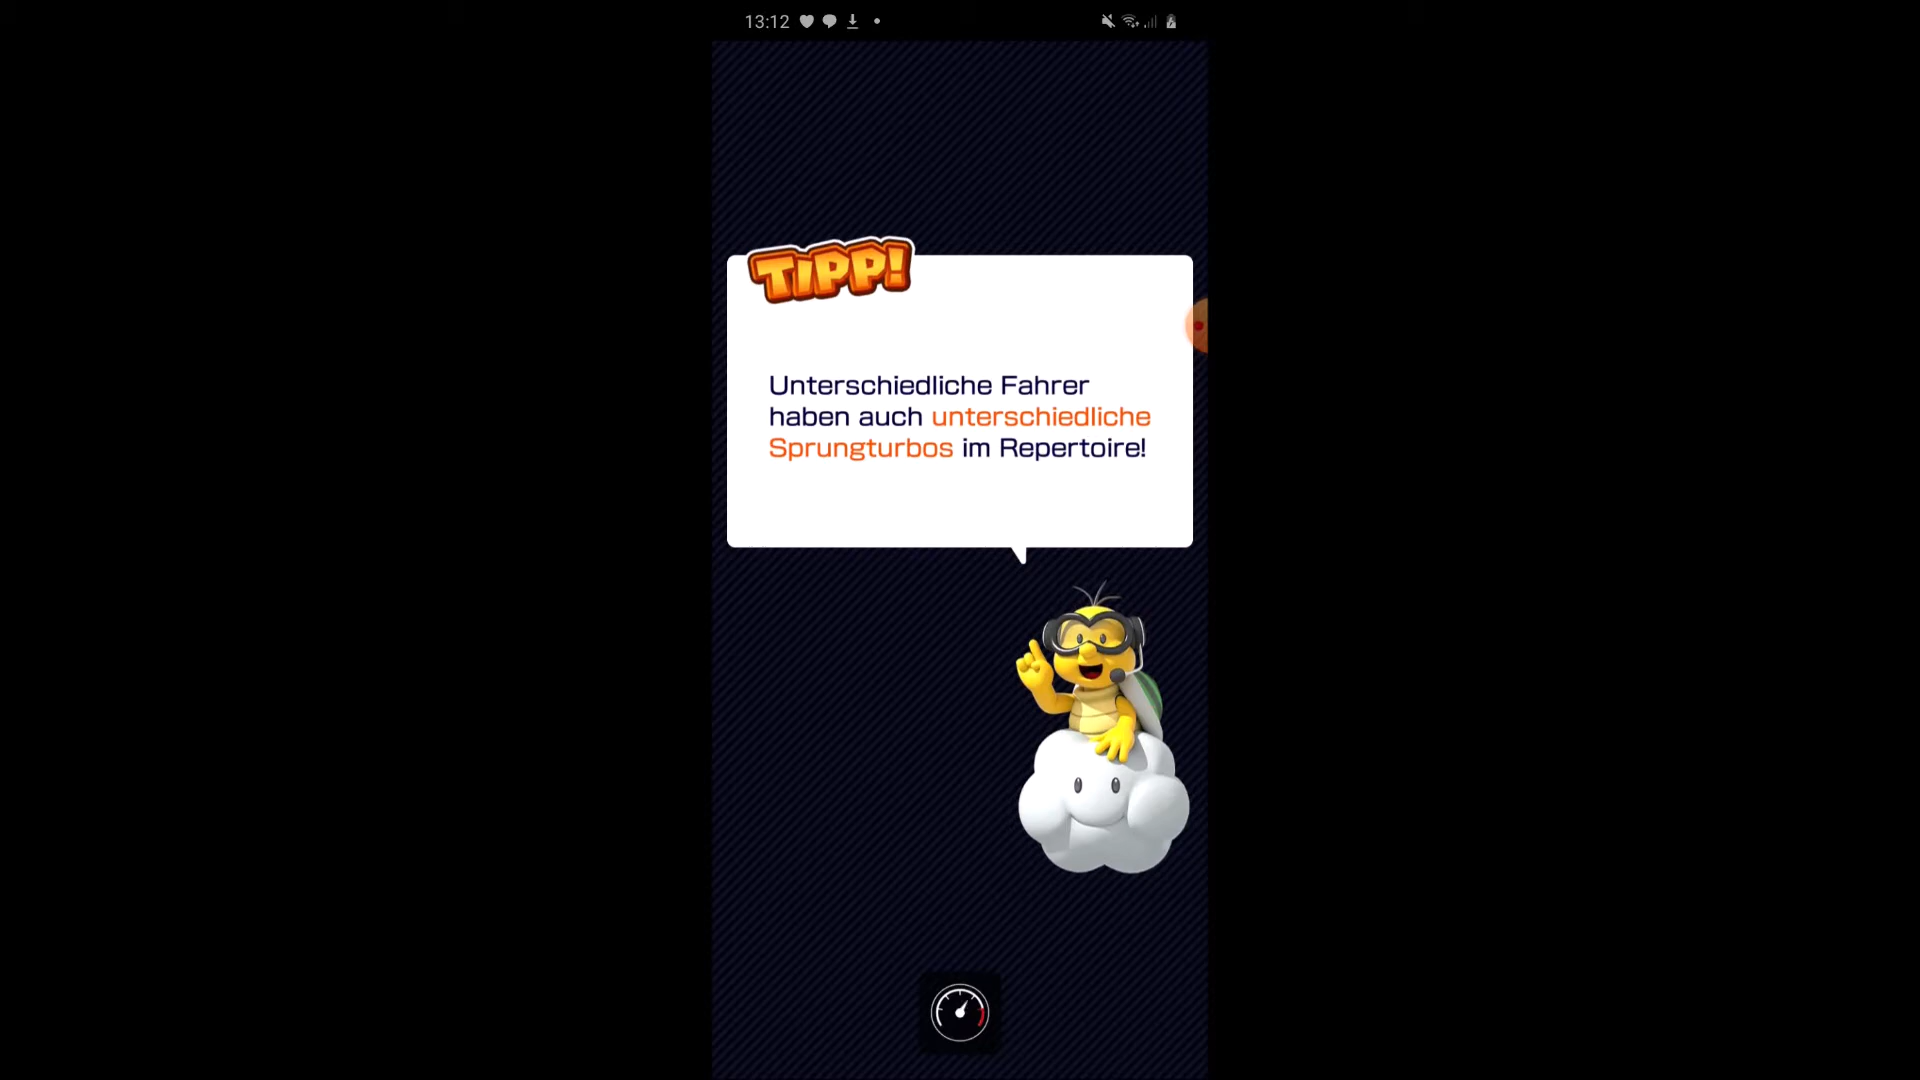 13:12
TIPP!
Unterschiedliche Fahrer
haben auch unterschiedliche
Sprungturbos im Repertoire!